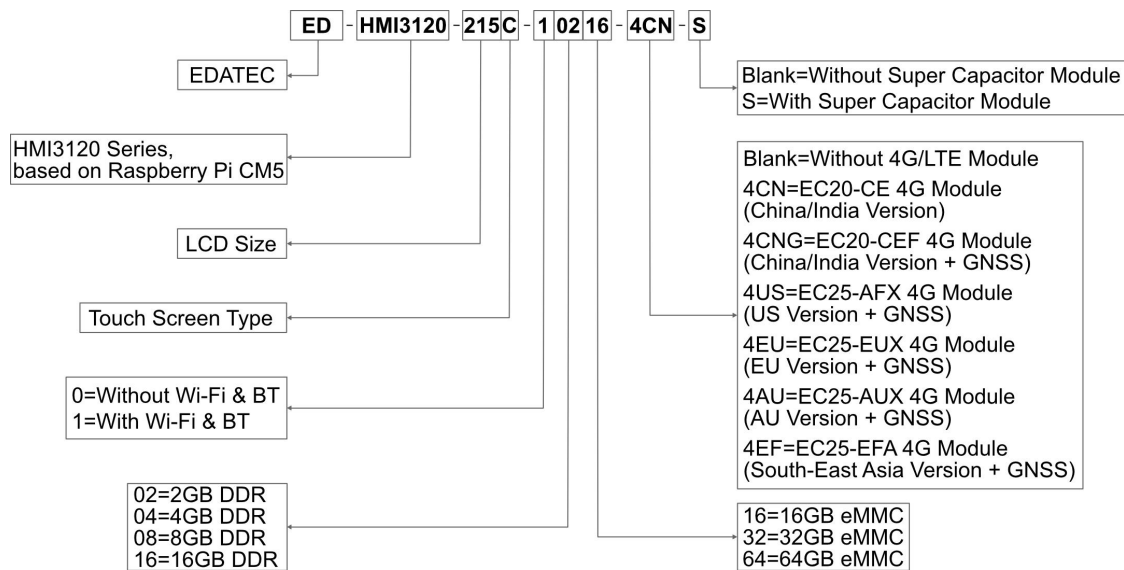 ED - HMI3120 - 215 C - 1 02 16 - 4CN - S
EDATEC
HMI3120 Series,
based on Raspberry Pi CM5
LCD Size
Touch Screen Type
0=Without Wi-Fi & BT
1=With Wi-Fi & BT
02=2GB DDR
04=4GB DDR
08=8GB DDR
16=16GB DDR
Blank=Without Super Capacitor Module
S=With Super Capacitor Module
Blank=Without 4G/LTE Module
4CN=EC20-CE 4G Module
(China/India Version)
4CNG=EC20-CEF 4G Module
(China/India Version + GNSS)
4US=EC25-AFX 4G Module
(US Version + GNSS)
4EU=EC25-EUX 4G Module
(EU Version + GNSS)
4AU=EC25-AUX 4G Module
(AU Version + GNSS)
4EF=EC25-EFA 4G Module
(South-East Asia Version + GNSS)
16=16GB eMMC
32=32GB eMMC
64=64GB eMMC